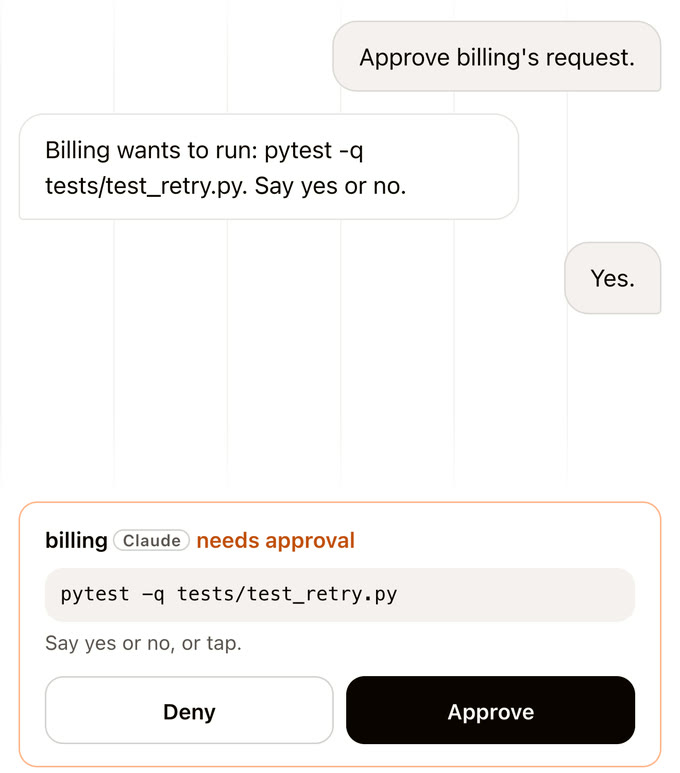 Approve billing's request.
Billing wants to run: pytest -q
tests/test_retry.py. Say yes or no.
Yes.
billing Claude needs approval
pytest -q tests/test_retry.py
Say yes or no, or tap.
Deny Approve